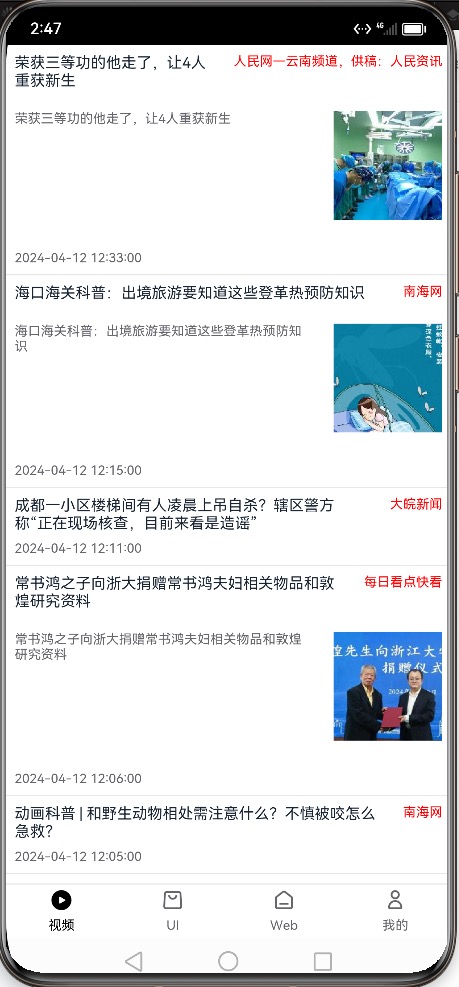 2:47
4G
荣获三等功的他走了，让4人
重获新生
人民网—云南频道，供稿：人民资讯
荣获三等功的他走了，让4人重获新生
2024-04-12 12:33:00
海口海关科普：出境旅游要知道这些登革热预防知识
南海网
海口海关科普：出境旅游要知道这些登革热预防知
识
2024-04-12 12:15:00
成都一小区楼梯间有人凌晨上吊自杀？辖区警方
称“正在现场核查，目前来看是造谣”
大皖新闻
2024-04-12 12:11:00
常书鸿之子向浙大捐赠常书鸿夫妇相关物品和敦
煌研究资料
每日看点快看
常书鸿之子向浙大捐赠常书鸿夫妇相关物品和敦煌
研究资料
煌先生向浙江大
捐赠仪式
2024-04-12 12:06:00
动画科普 | 和野生动物相处需注意什么？不慎被咬怎么
急救？
南海网
2024-04-12 12:05:00
视频
UI
Web
我的